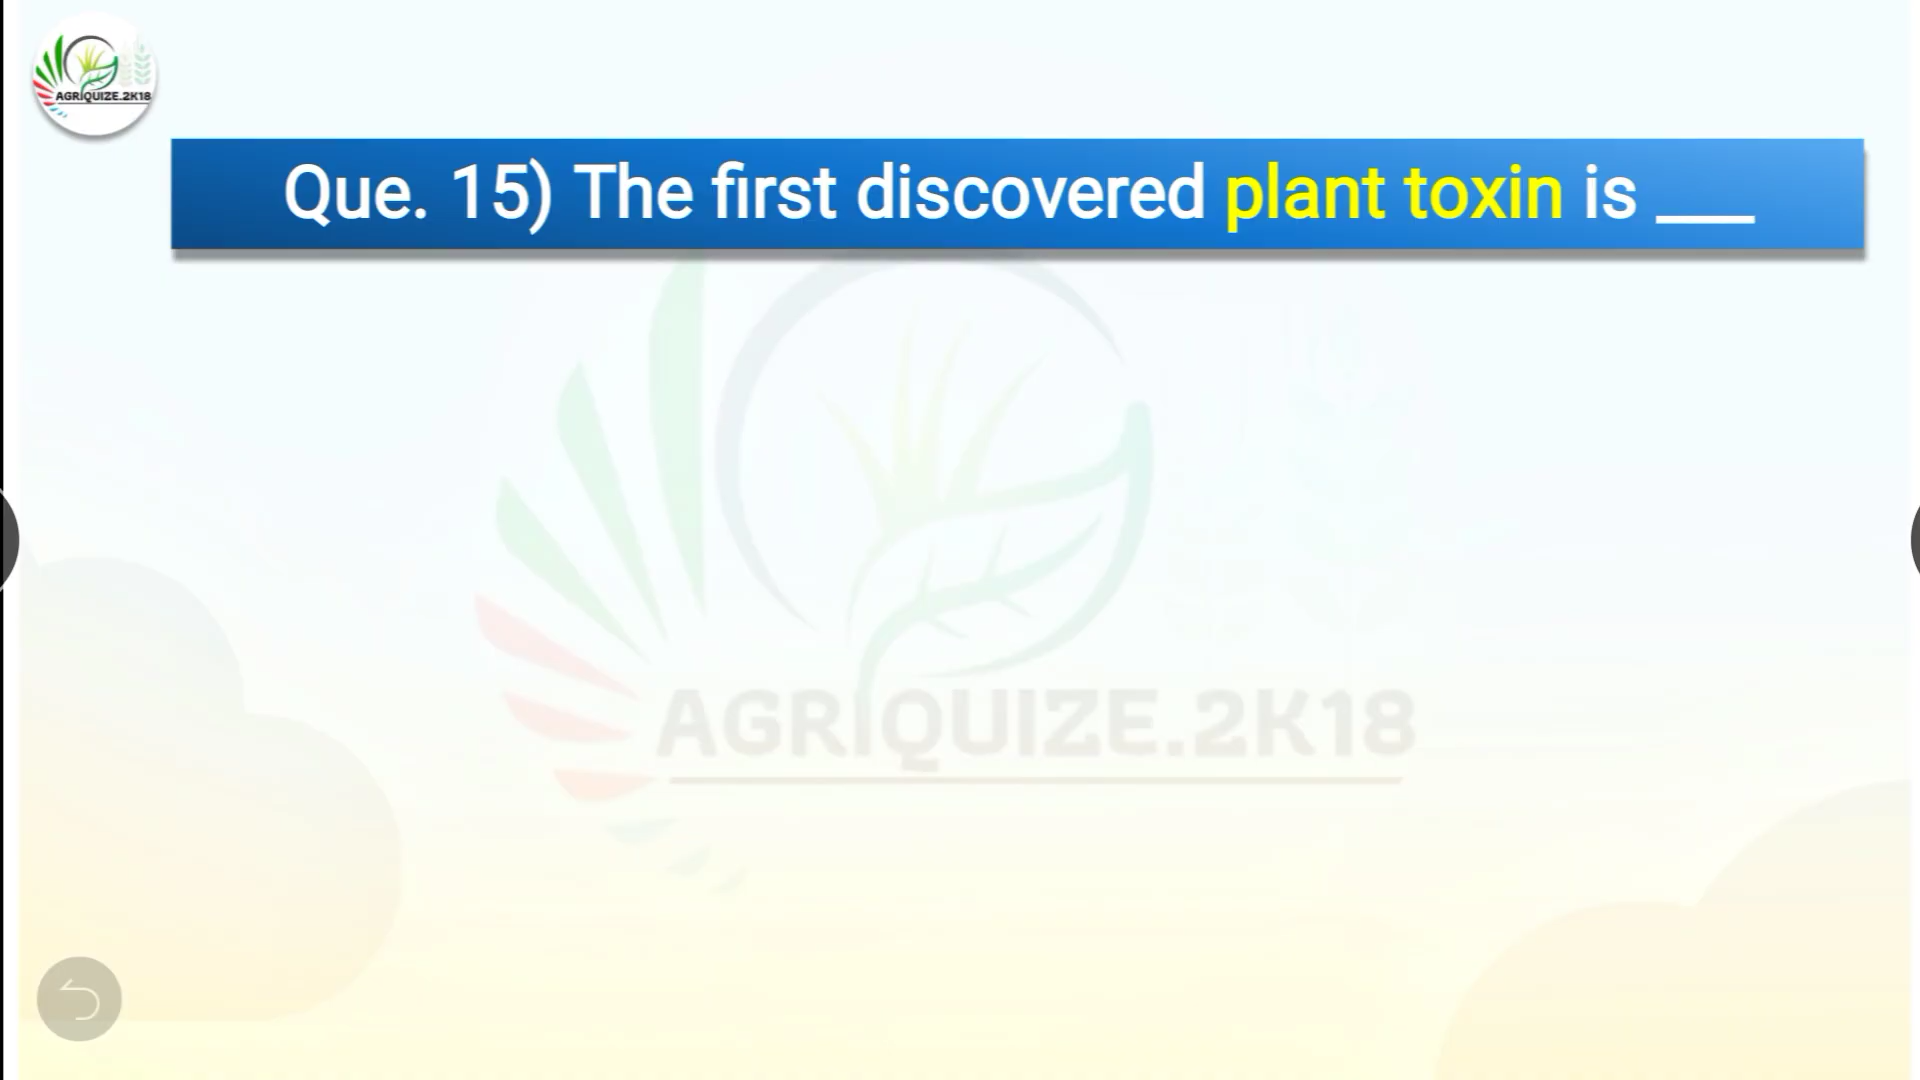 AGRIQUIZE.2K18
Que. 15) The first discovered plant toxin is ___
AGRIQUIZE.2K18